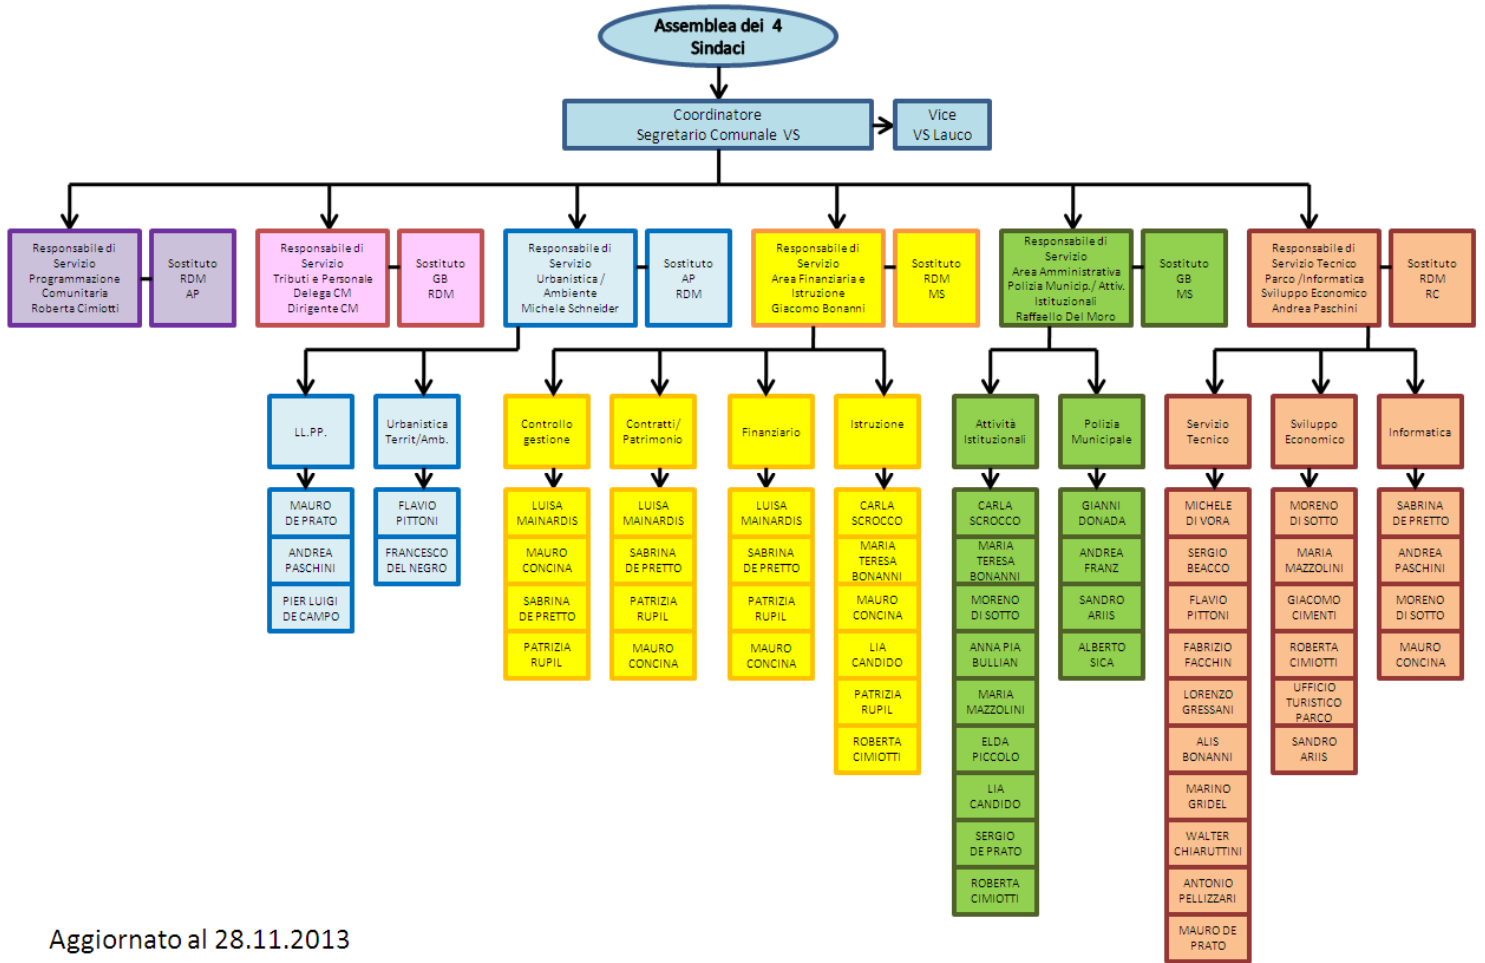 Assemblea dei 4
Sindaci
Coordinatore
Segretario Comunale VS
Vice
VS Lauco
Responsabile di
Servizio
Programmazione
Comunitaria
Roberta Cimiotti
Sostituto
RDM
AP
Responsabile di
Servizio
Tributi e Personale
Delega CM
Dirigente CM
Sostituto
GB
RDM
Responsabile di
Servizio
Urbanistica /
Ambiente
Michele Schneider
Sostituto
AP
RDM
Responsabile di
Servizio
Area Finanziaria e
Istruzione
Giacomo Bonanni
Sostituto
RDM
MS
Responsabile di
Servizio
Area Amministrativa
Polizia Municip./ Attiv.
Istituzionali
Raffaello Del Moro
Sostituto
GB
MS
Responsabile di
Servizio Tecnico
Parco /Informatica
Sviluppo Economico
Andrea Paschini
Sostituto
RDM
RC
LL.PP.
MAURO
DE PRATO
ANDREA
PASCHINI
PIER LUIGI
DE CAMPO
Urbanistica
Territ/Amb.
FLAVIO
PITTONI
FRANCESCO
DEL NEGRO
Controllo
gestione
LUISA
MAINARDIS
MAURO
CONCINA
SABRINA
DE PRETTO
PATRIZIA
RUPIL
Contratti/
Patrimonio
LUISA
MAINARDIS
SABRINA
DE PRETTO
PATRIZIA
RUPIL
MAURO
CONCINA
Finanziario
LUISA
MAINARDIS
SABRINA
DE PRETTO
PATRIZIA
RUPIL
MAURO
CONCINA
Istruzione
CARLA
SCROCCO
MARIA
TERESA
BONANNI
MAURO
CONCINA
LIA
CANDIDO
PATRIZIA
RUPIL
ROBERTA
CIMIOTTI
Attività
Istituzionali
CARLA
SCROCCO
MARIA
TERESA
BONANNI
MORENO
DI SOTTO
ANNA PIA
BULLIAN
MARIA
MAZZOLINI
ELDA
PICCOLO
LIA
CANDIDO
SERGIO
DE PRATO
ROBERTA
CIMIOTTI
Polizia
Municipale
GIANNI
DONADA
ANDREA
FRANZ
SANDRO
ARIIS
ALBERTO
SICA
Servizio
Tecnico
MICHELE
DI VORA
SERGIO
BEACCO
FLAVIO
PITTONI
FABRIZIO
FACCHIN
LORENZO
GRESSANI
ALIS
BONANNI
MARINO
GRIDEL
WALTER
CHIARUTTINI
ANTONIO
PELLIZZARI
MAURO DE
PRATO
Sviluppo
Economico
MORENO
DI SOTTO
MARIA
MAZZOLINI
GIACOMO
CIMENTI
ROBERTA
CIMIOTTI
UFFICIO
TURISTICO
PARCO
SANDRO
ARIIS
Informatica
SABRINA
DE PRETTO
ANDREA
PASCHINI
MORENO
DI SOTTO
MAURO
CONCINA
Aggiornato al 28.11.2013